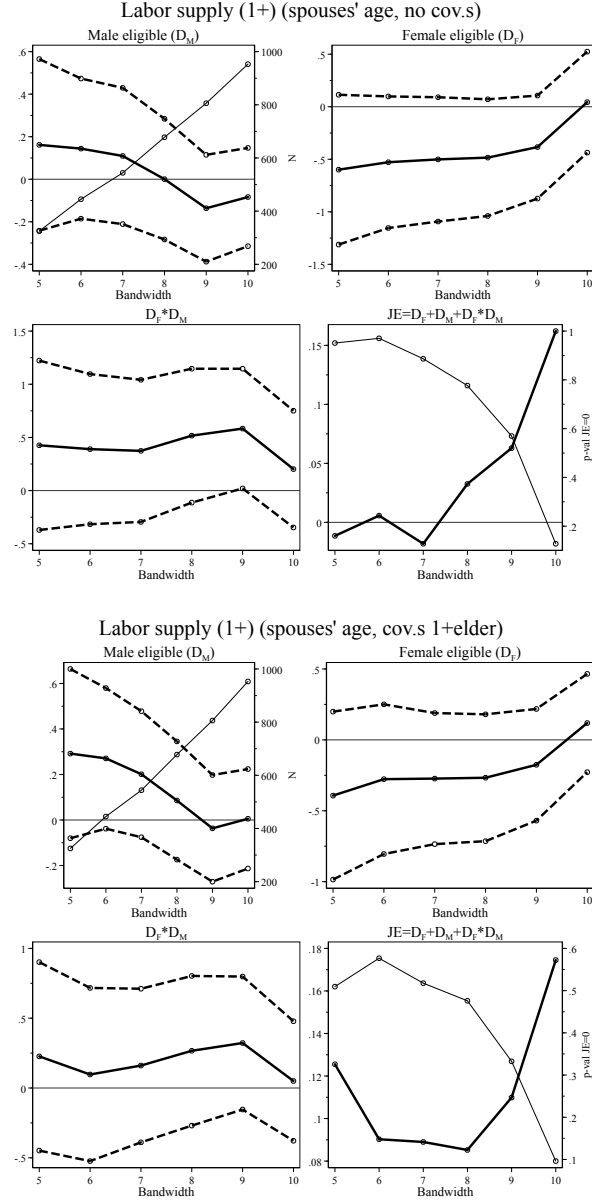 Labor supply (1+) (spouses' age, no cov.s)
Male eligible (D_M)
Female eligible (D_F)
.6
.4
.2
0
-.2
-.4
1000
800
600
400
200
N
5 6 7 8 9 10
Bandwidth
.5
0
-.5
-1
-1.5
5 6 7 8 9 10
Bandwidth
D_F*D_M
JE=D_F+D_M+D_F*D_M
1.5
1
.5
0
-.5
5 6 7 8 9 10
Bandwidth
.15
.1
.05
0
1
.8
.6
.4
.2
p-val JE=0
5 6 7 8 9 10
Bandwidth
Labor supply (1+) (spouses' age, cov.s 1+elder)
Male eligible (D_M)
Female eligible (D_F)
.6
.4
.2
0
-.2
1000
800
600
400
200
N
5 6 7 8 9 10
Bandwidth
.5
0
-.5
-1
5 6 7 8 9 10
Bandwidth
D_F*D_M
JE=D_F+D_M+D_F*D_M
1
.5
0
-.5
5 6 7 8 9 10
Bandwidth
.18
.16
.14
.12
.1
.08
.6
.5
.4
.3
.2
.1
p-val JE=0
5 6 7 8 9 10
Bandwidth